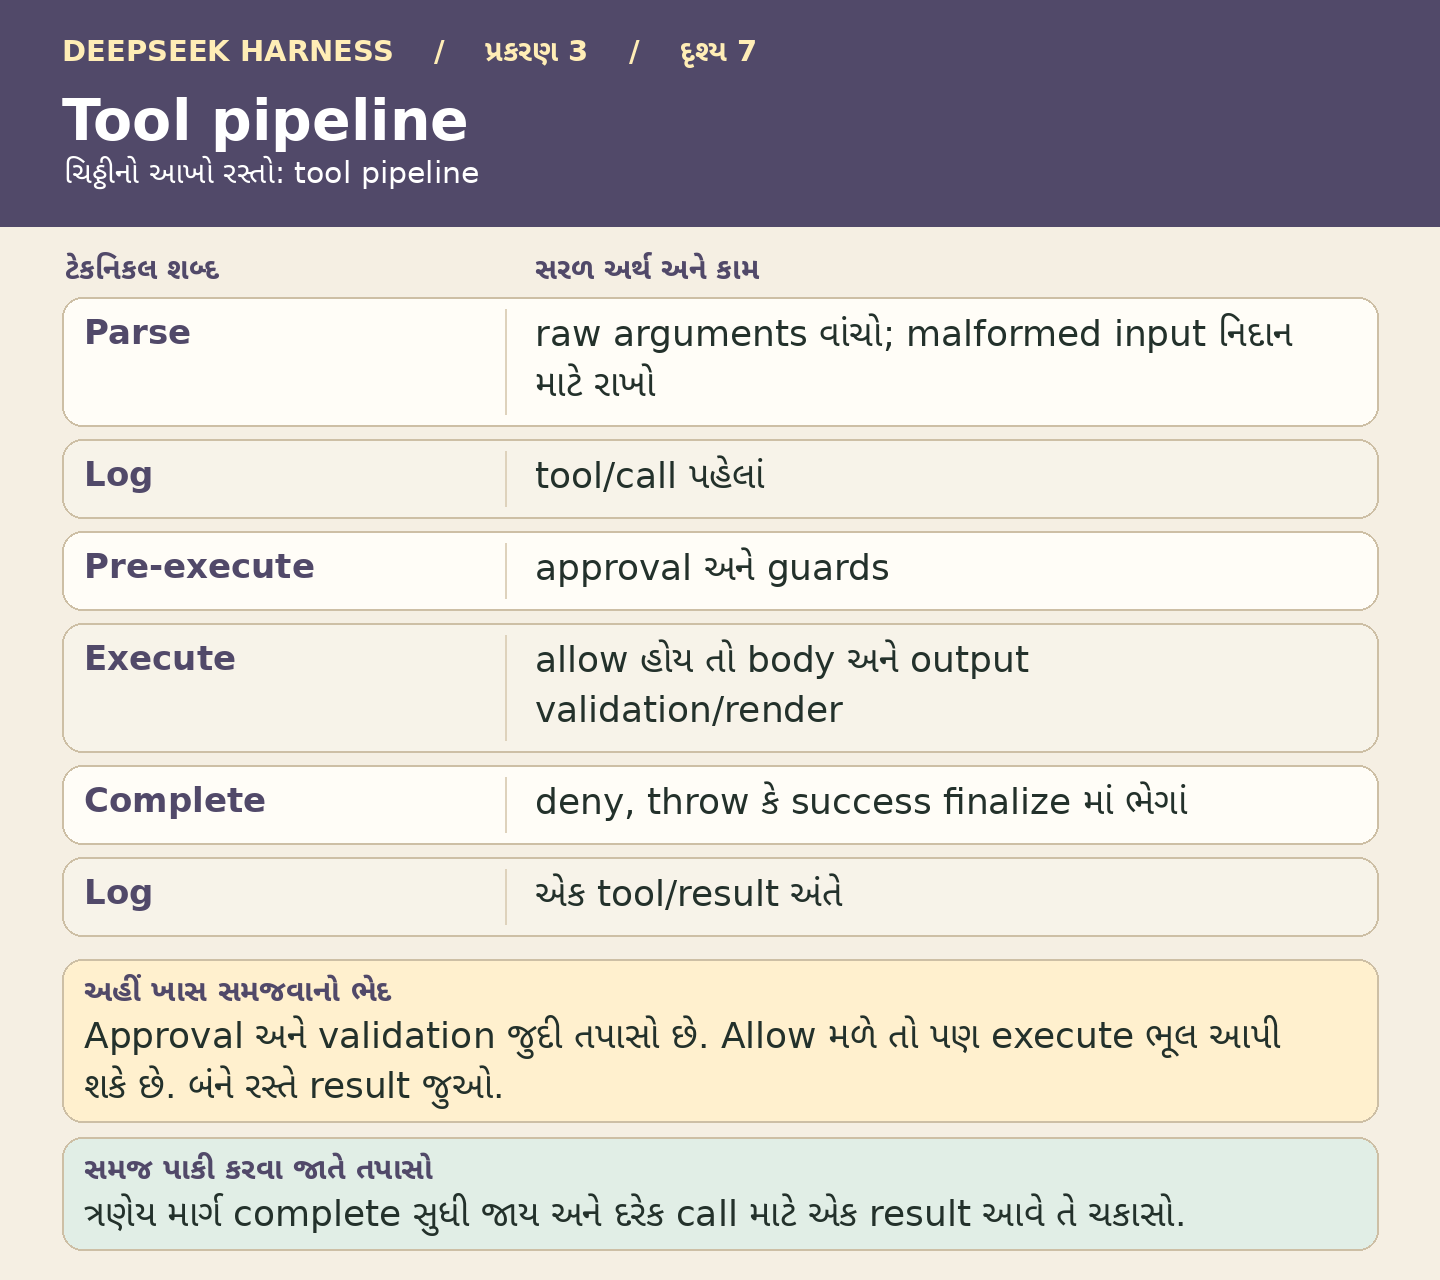 DEEPSEEK HARNESS / પ્રકરણ 3 / દૃશ્ય 7
Tool pipeline
ચિઠ્ઠીનો આખો રસ્તો: tool pipeline
ટેકનિકલ શબ્દ સરળ અર્થ અને કામ
Parse raw arguments વાંચો; malformed input નિદાન
માટે રાખો
Log tool/call પહેલાં
Pre-execute approval અને guards
Execute allow હોય તો body અને output
validation/render
Complete deny, throw કે success finalize માં ભેગાં
Log એક tool/result અંતે
અહીં ખાસ સમજવાનો ભેદ
Approval અને validation જુદી તપાસો છે. Allow મળે તો પણ execute ભૂલ આપી
શકે છે. બંને રસ્તે result જુઓ.
સમજ પાકી કરવા જાતે તપાસો
ત્રણેય માર્ગ complete સુધી જાય અને દરેક call માટે એક result આવે તે ચકાસો.